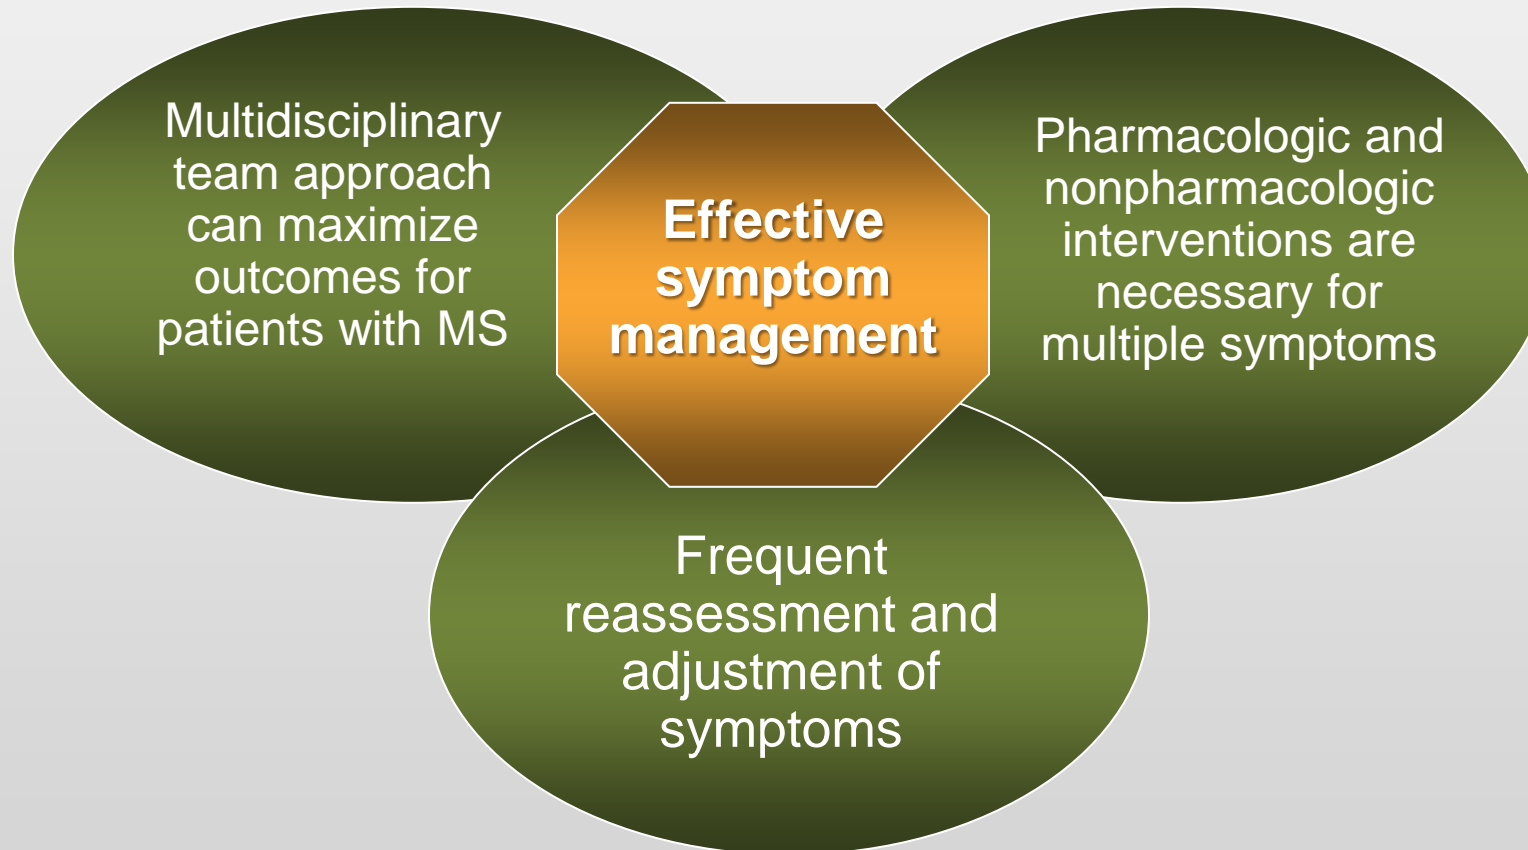 Multidisciplinary
team approach
can maximize
outcomes for
patients with MS
Effective
symptom
management
Pharmacologic and
nonpharmacologic
interventions are
necessary for
multiple symptoms
Frequent
reassessment and
adjustment of
symptoms